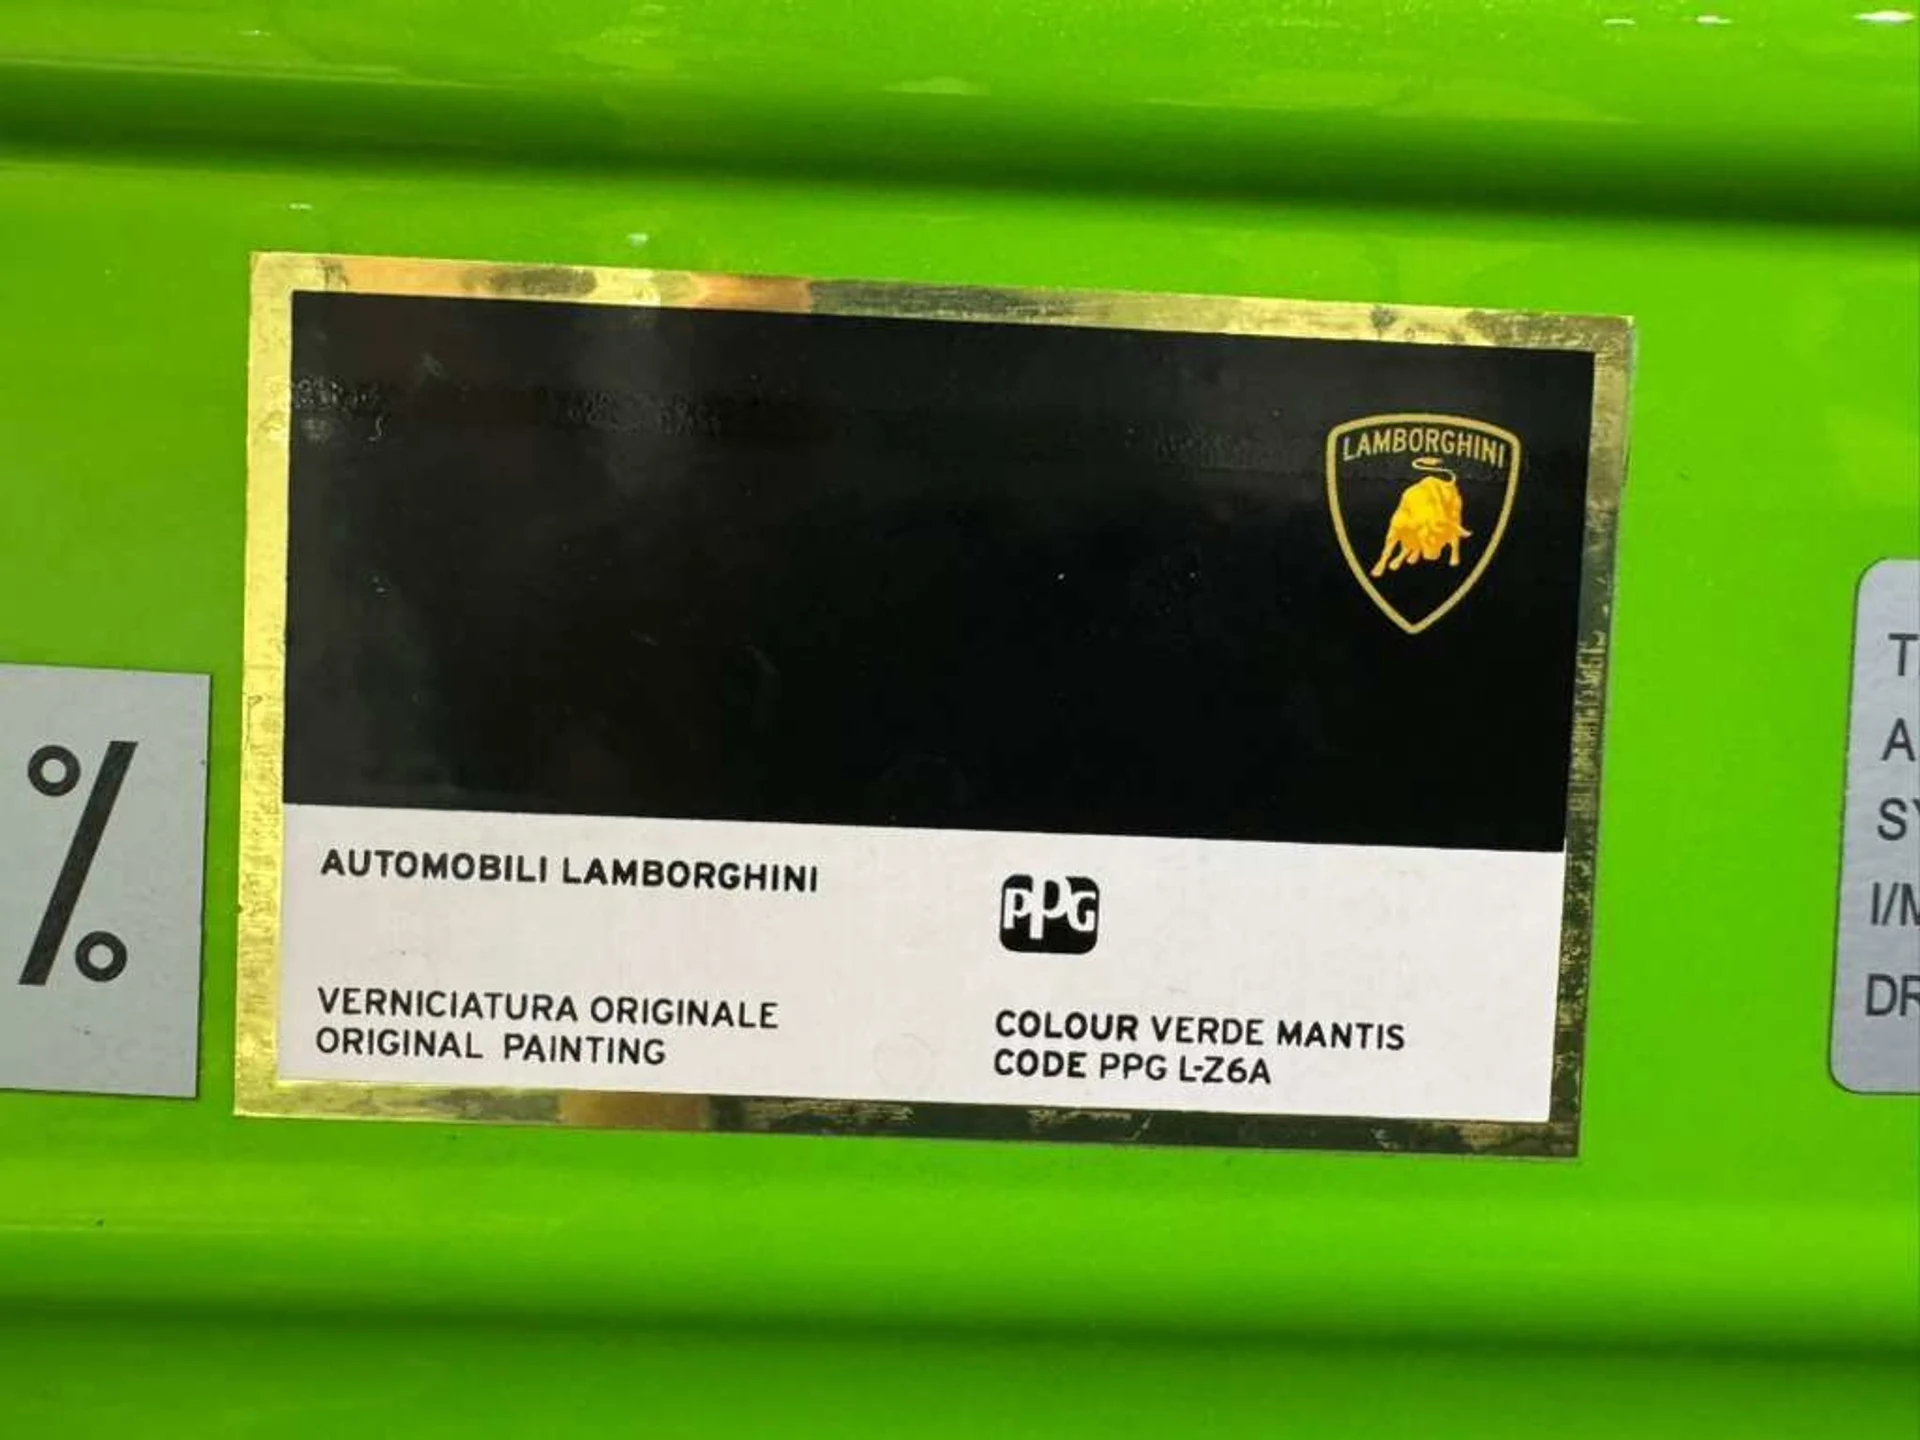 LAMBORGHINI
AUTOMOBILI LAMBORGHINI
PPG
VERNICIATURA ORIGINALE
ORIGINAL PAINTING
COLOUR VERDE MANTIS
CODE PPG L-Z6A
%